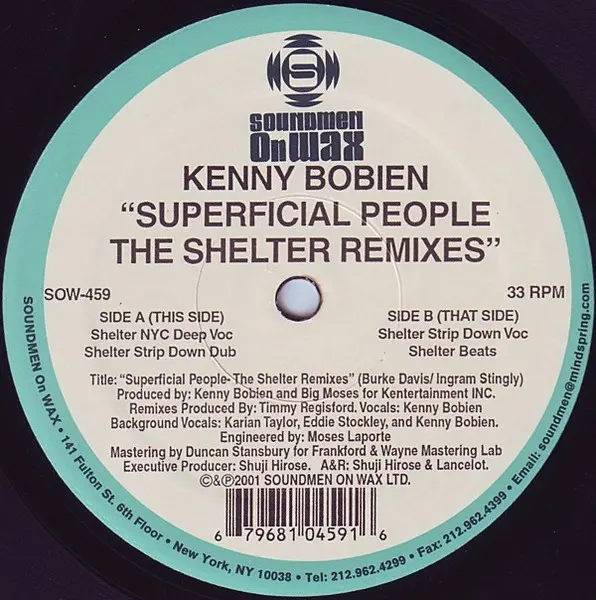 S
SOUNDMEN
On WAX
KENNY BOBIEN
“SUPERFICIAL PEOPLE
THE SHELTER REMIXES”
SOW-459
33 RPM
SIDE A (THIS SIDE)
Shelter NYC Deep Voc
Shelter Strip Down Dub
SIDE B (THAT SIDE)
Shelter Strip Down Voc
Shelter Beats
Title: “Superficial People-The Shelter Remixes” (Burke Davis/ Ingram Stingly)
Produced by: Kenny Bobien and Big Moses for Kentertainment INC.
Remixes Produced By: Timmy Regisford. Vocals: Kenny Bobien
Background Vocals: Karian Taylor, Eddie Stockley, and Kenny Bobien.
Engineered by: Moses Laporte
Mastering by Duncan Stansbury for Frankford & Wayne Mastering Lab
Executive Producer: Shuji Hirose. A&R: Shuji Hirose & Lancelot.
©&℗2001 SOUNDMEN ON WAX LTD.
6 79681 04591 6
SOUNDMEN On WAX • 141 Fulton St. 6th Floor • New York, NY 10038 • Tel: 212.962.4299 • Fax: 212.962.4399 • Email: soundmen@mindspring.com